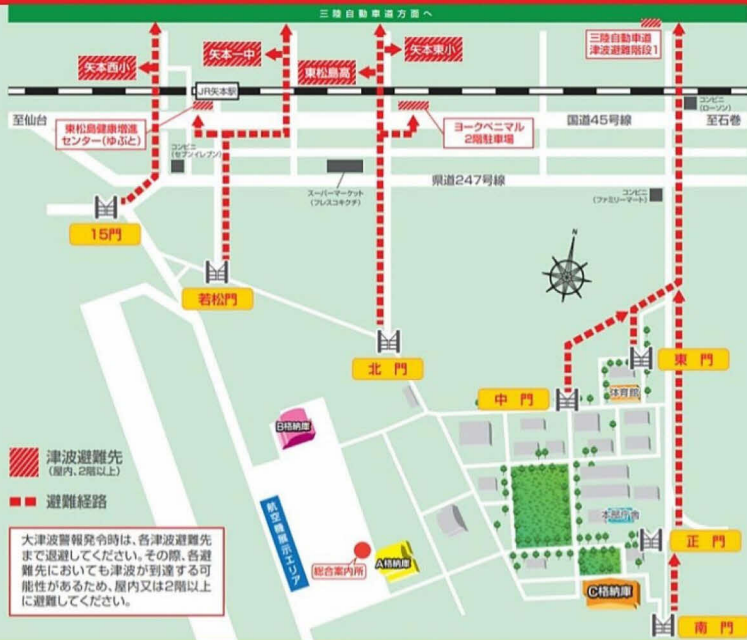 三陸自動車道方面へ
矢本西小
矢本一中
東松島高
矢本東小
三陸自動車道
津波避難階段1
JR矢本駅
コンビニ
(ローソン)
至仙台
東松島健康増進
センター(ゆぷと)
ヨークベニマル
2階駐車場
国道45号線
至石巻
コンビニ
(セブンイレブン)
スーパーマーケット
(フレスコキクチ)
県道247号線
コンビニ
(ファミリーマート)
15門
若松門
N
北門
中門
東門
体育館
B格納庫
津波避難先
(屋内、2階以上)
避難経路
航空機展示エリア
本部庁舎
正門
大津波警報発令時は、各津波避難先
まで退避してください。その際、各避
難先においても津波が到達する可
能性があるため、屋内又は2階以上
に避難してください。
総合案内所
A格納庫
C格納庫
南門